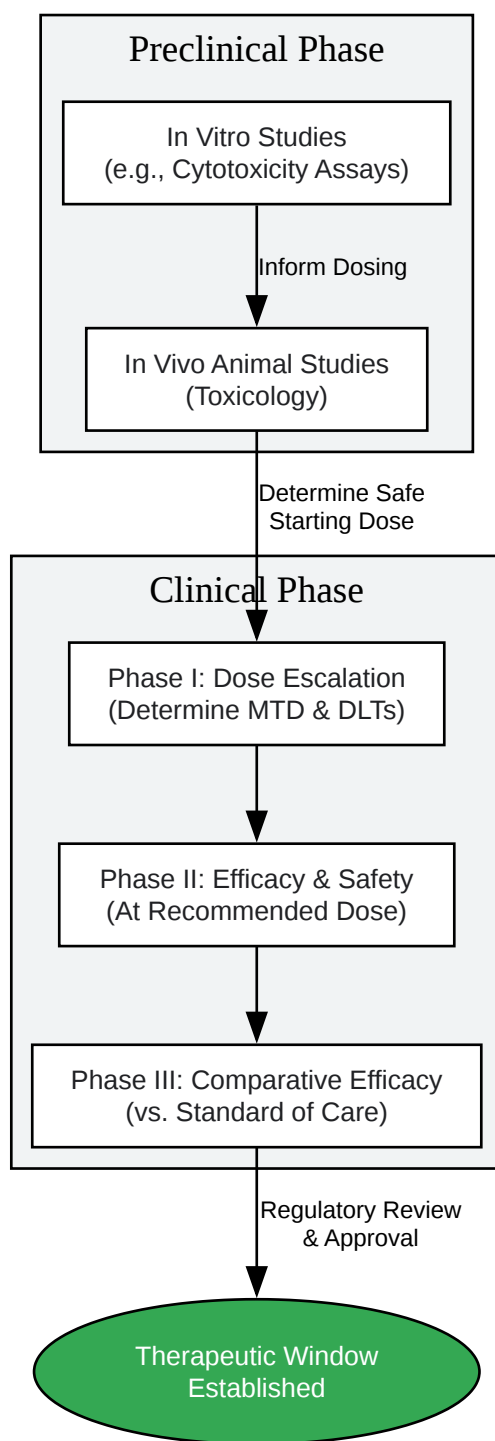 Preclinical Phase
In Vitro Studies
(e.g., Cytotoxicity Assays)
Inform Dosing
In Vivo Animal Studies
(Toxicology)
Determine Safe
Starting Dose
Clinical Phase
Phase I: Dose Escalation
(Determine MTD & DLTs)
Phase II: Efficacy & Safety
(At Recommended Dose)
Phase III: Comparative Efficacy
(vs. Standard of Care)
Regulatory Review
& Approval
Therapeutic Window
Established